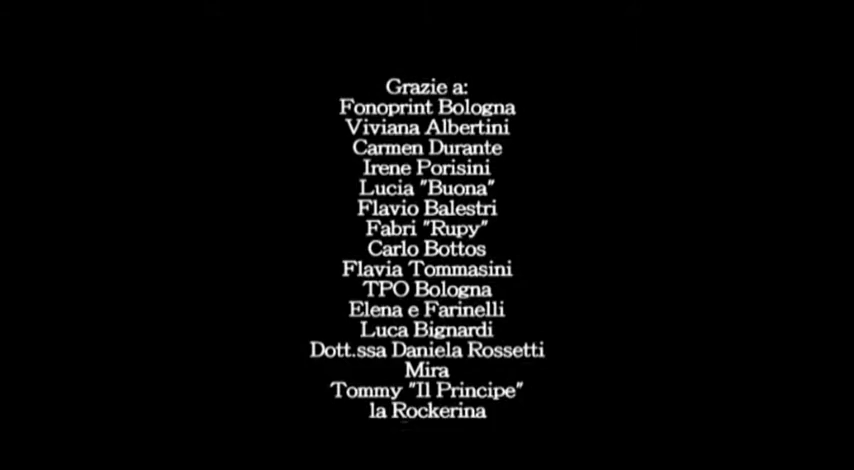 Grazie a:
Fonoprint Bologna
Viviana Albertini
Carmen Durante
Irene Porisini
Lucia "Buona"
Flavio Balestri
Fabri "Rupy"
Carlo Bottos
Flavia Tommasini
TPO Bologna
Elena e Farinelli
Luca Bignardi
Dott.ssa Daniela Rossetti
Mira
Tommy "Il Principe"
la Rockerina